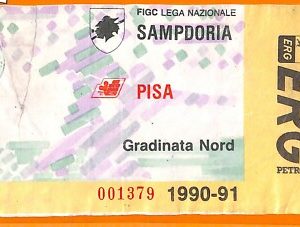 FIGC LEGA NAZIONALE
SAMPDORIA
PISA
Gradinata Nord
001379 1990-91
ERG
ERG
PETR